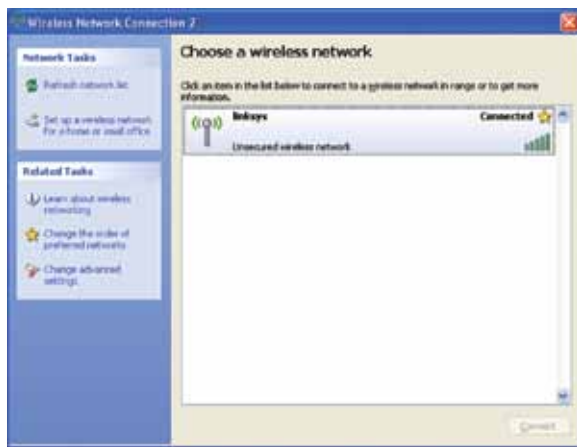 Wireless Network Connection 2
Network Tasks
Refresh network list
Set up a wireless network
for a home or small office
Related Tasks
Learn about wireless
networking
Change the order of
preferred networks
Change advanced
settings
Choose a wireless network
Click an item in the list below to connect to a wireless network in range or to get more
information.
linksys
Connected
Unsecured wireless network
Connect